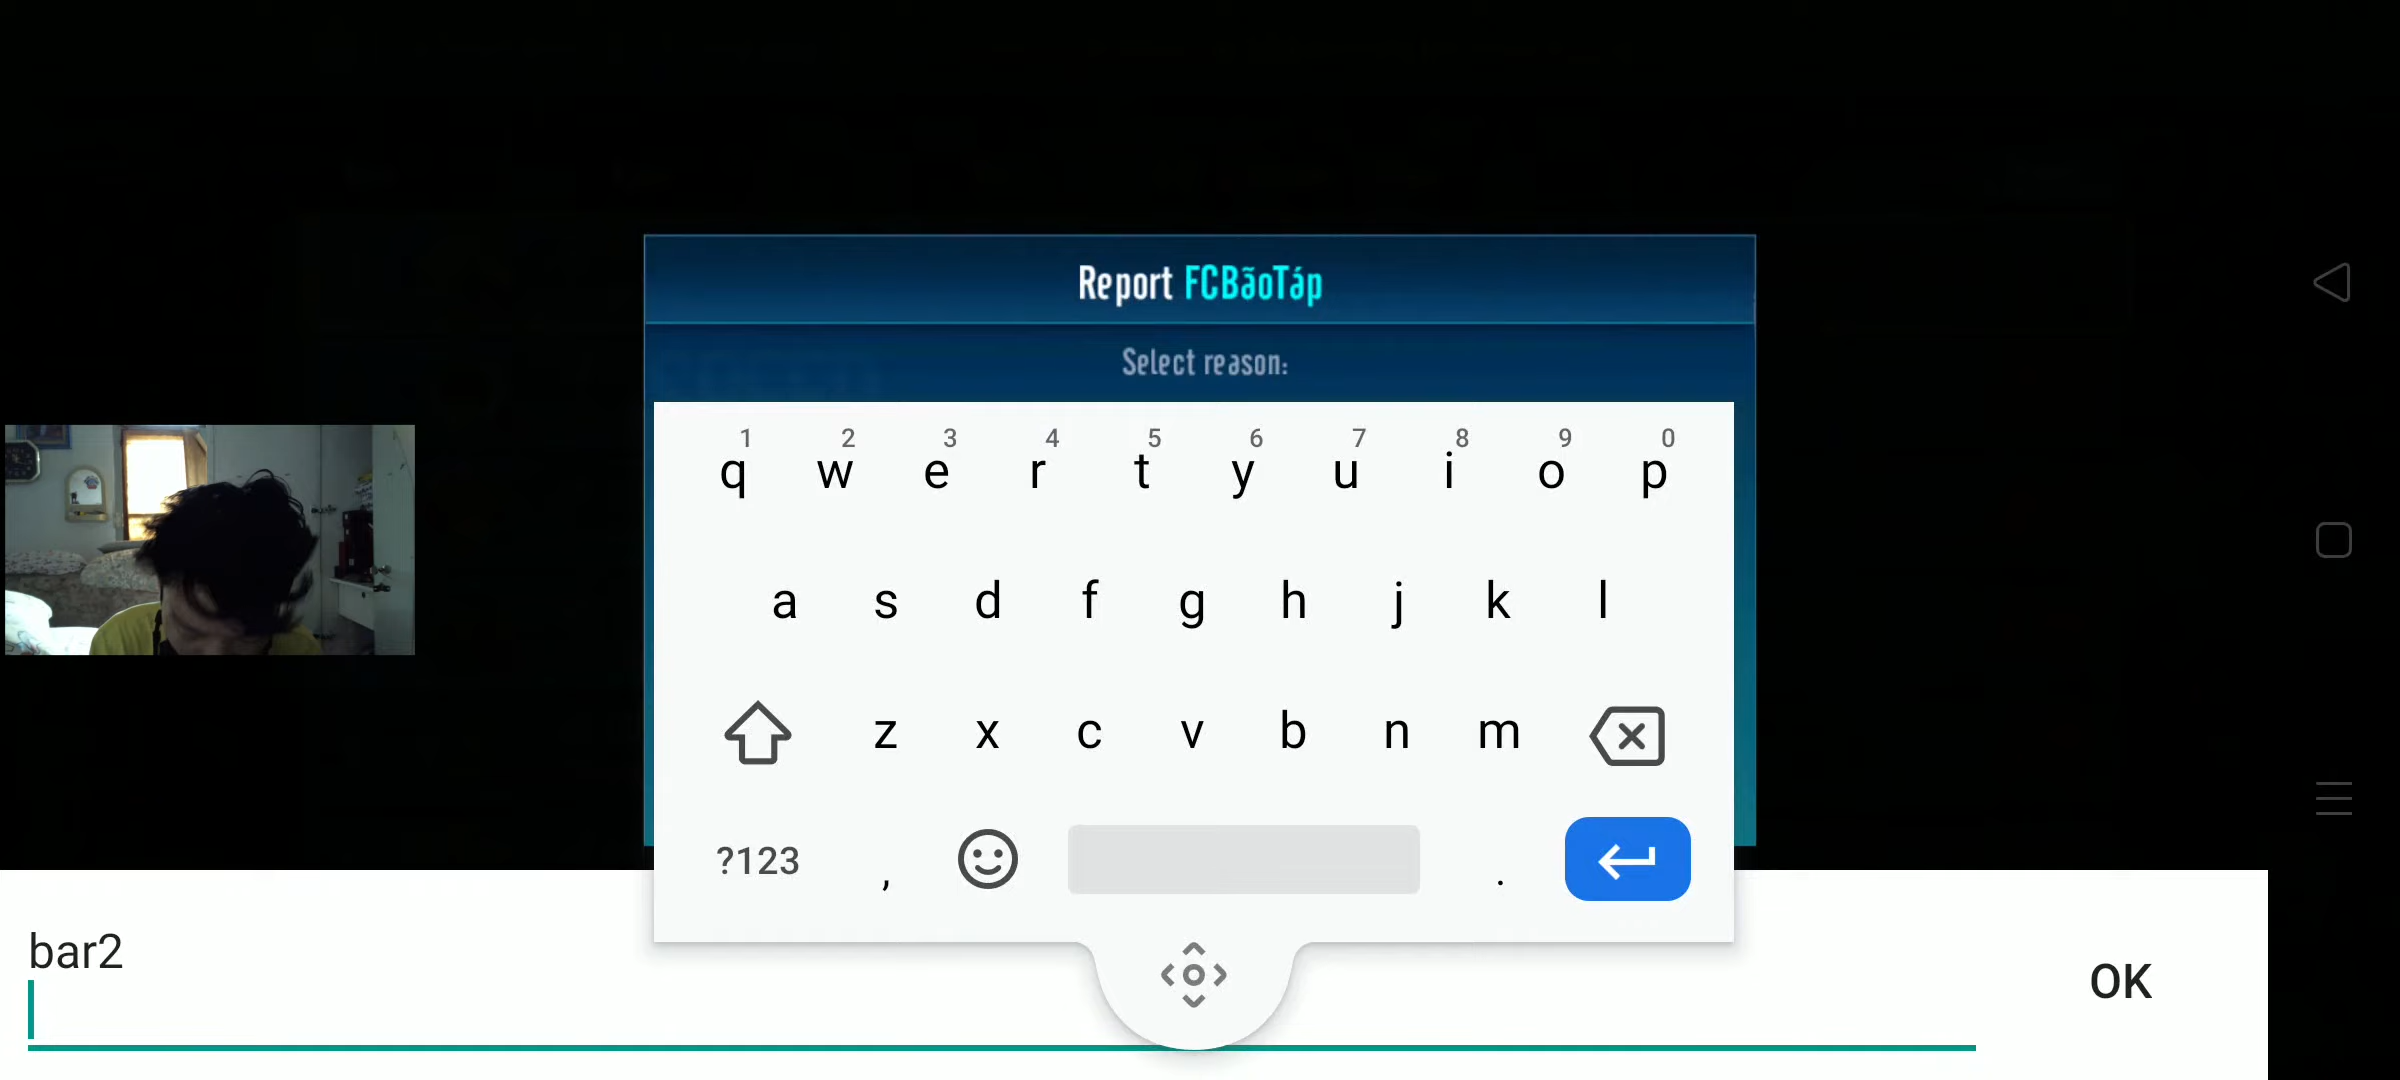 Report FCBãoTáp
Select reason:
1 2 3 4 5 6 7 8 9 0
q w e r t y u i o p
a s d f g h j k l
z x c v b n m
?123 , .
bar2
OK